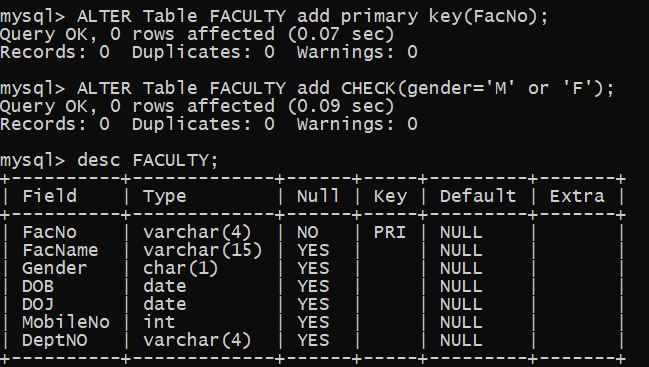 mysql> ALTER Table FACULTY add primary key(FacNo);
Query OK, 0 rows affected (0.07 sec)
Records: 0  Duplicates: 0  Warnings: 0
mysql> ALTER Table FACULTY add CHECK(gender='M' or 'F');
Query OK, 0 rows affected (0.09 sec)
Records: 0  Duplicates: 0  Warnings: 0
mysql> desc FACULTY;
+----------+-------------+------+-----+---------+-------+
| Field    | Type        | Null | Key | Default | Extra |
+----------+-------------+------+-----+---------+-------+
| FacNo    | varchar(4)  | NO   | PRI | NULL    |       |
| FacName  | varchar(15) | YES  |     | NULL    |       |
| Gender   | char(1)     | YES  |     | NULL    |       |
| DOB      | date        | YES  |     | NULL    |       |
| DOJ      | date        | YES  |     | NULL    |       |
| MobileNo | int         | YES  |     | NULL    |       |
| DeptNO   | varchar(4)  | YES  |     | NULL    |       |
+----------+-------------+------+-----+---------+-------+